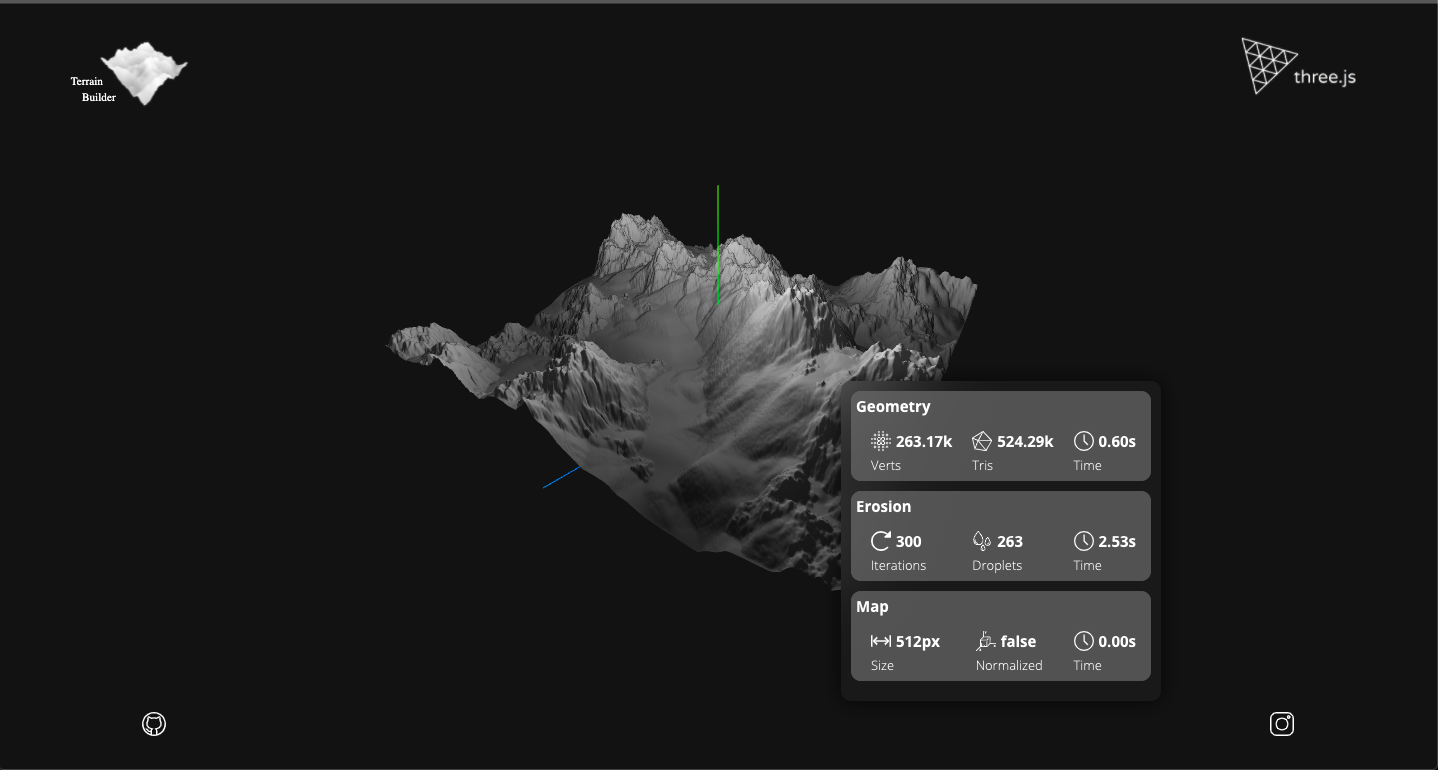 Terrain
Builder
three.js
Geometry
263.17k 524.29k 0.60s
Verts Tris Time
Erosion
300 263 2.53s
Iterations Droplets Time
Map
512px false 0.00s
Size Normalized Time